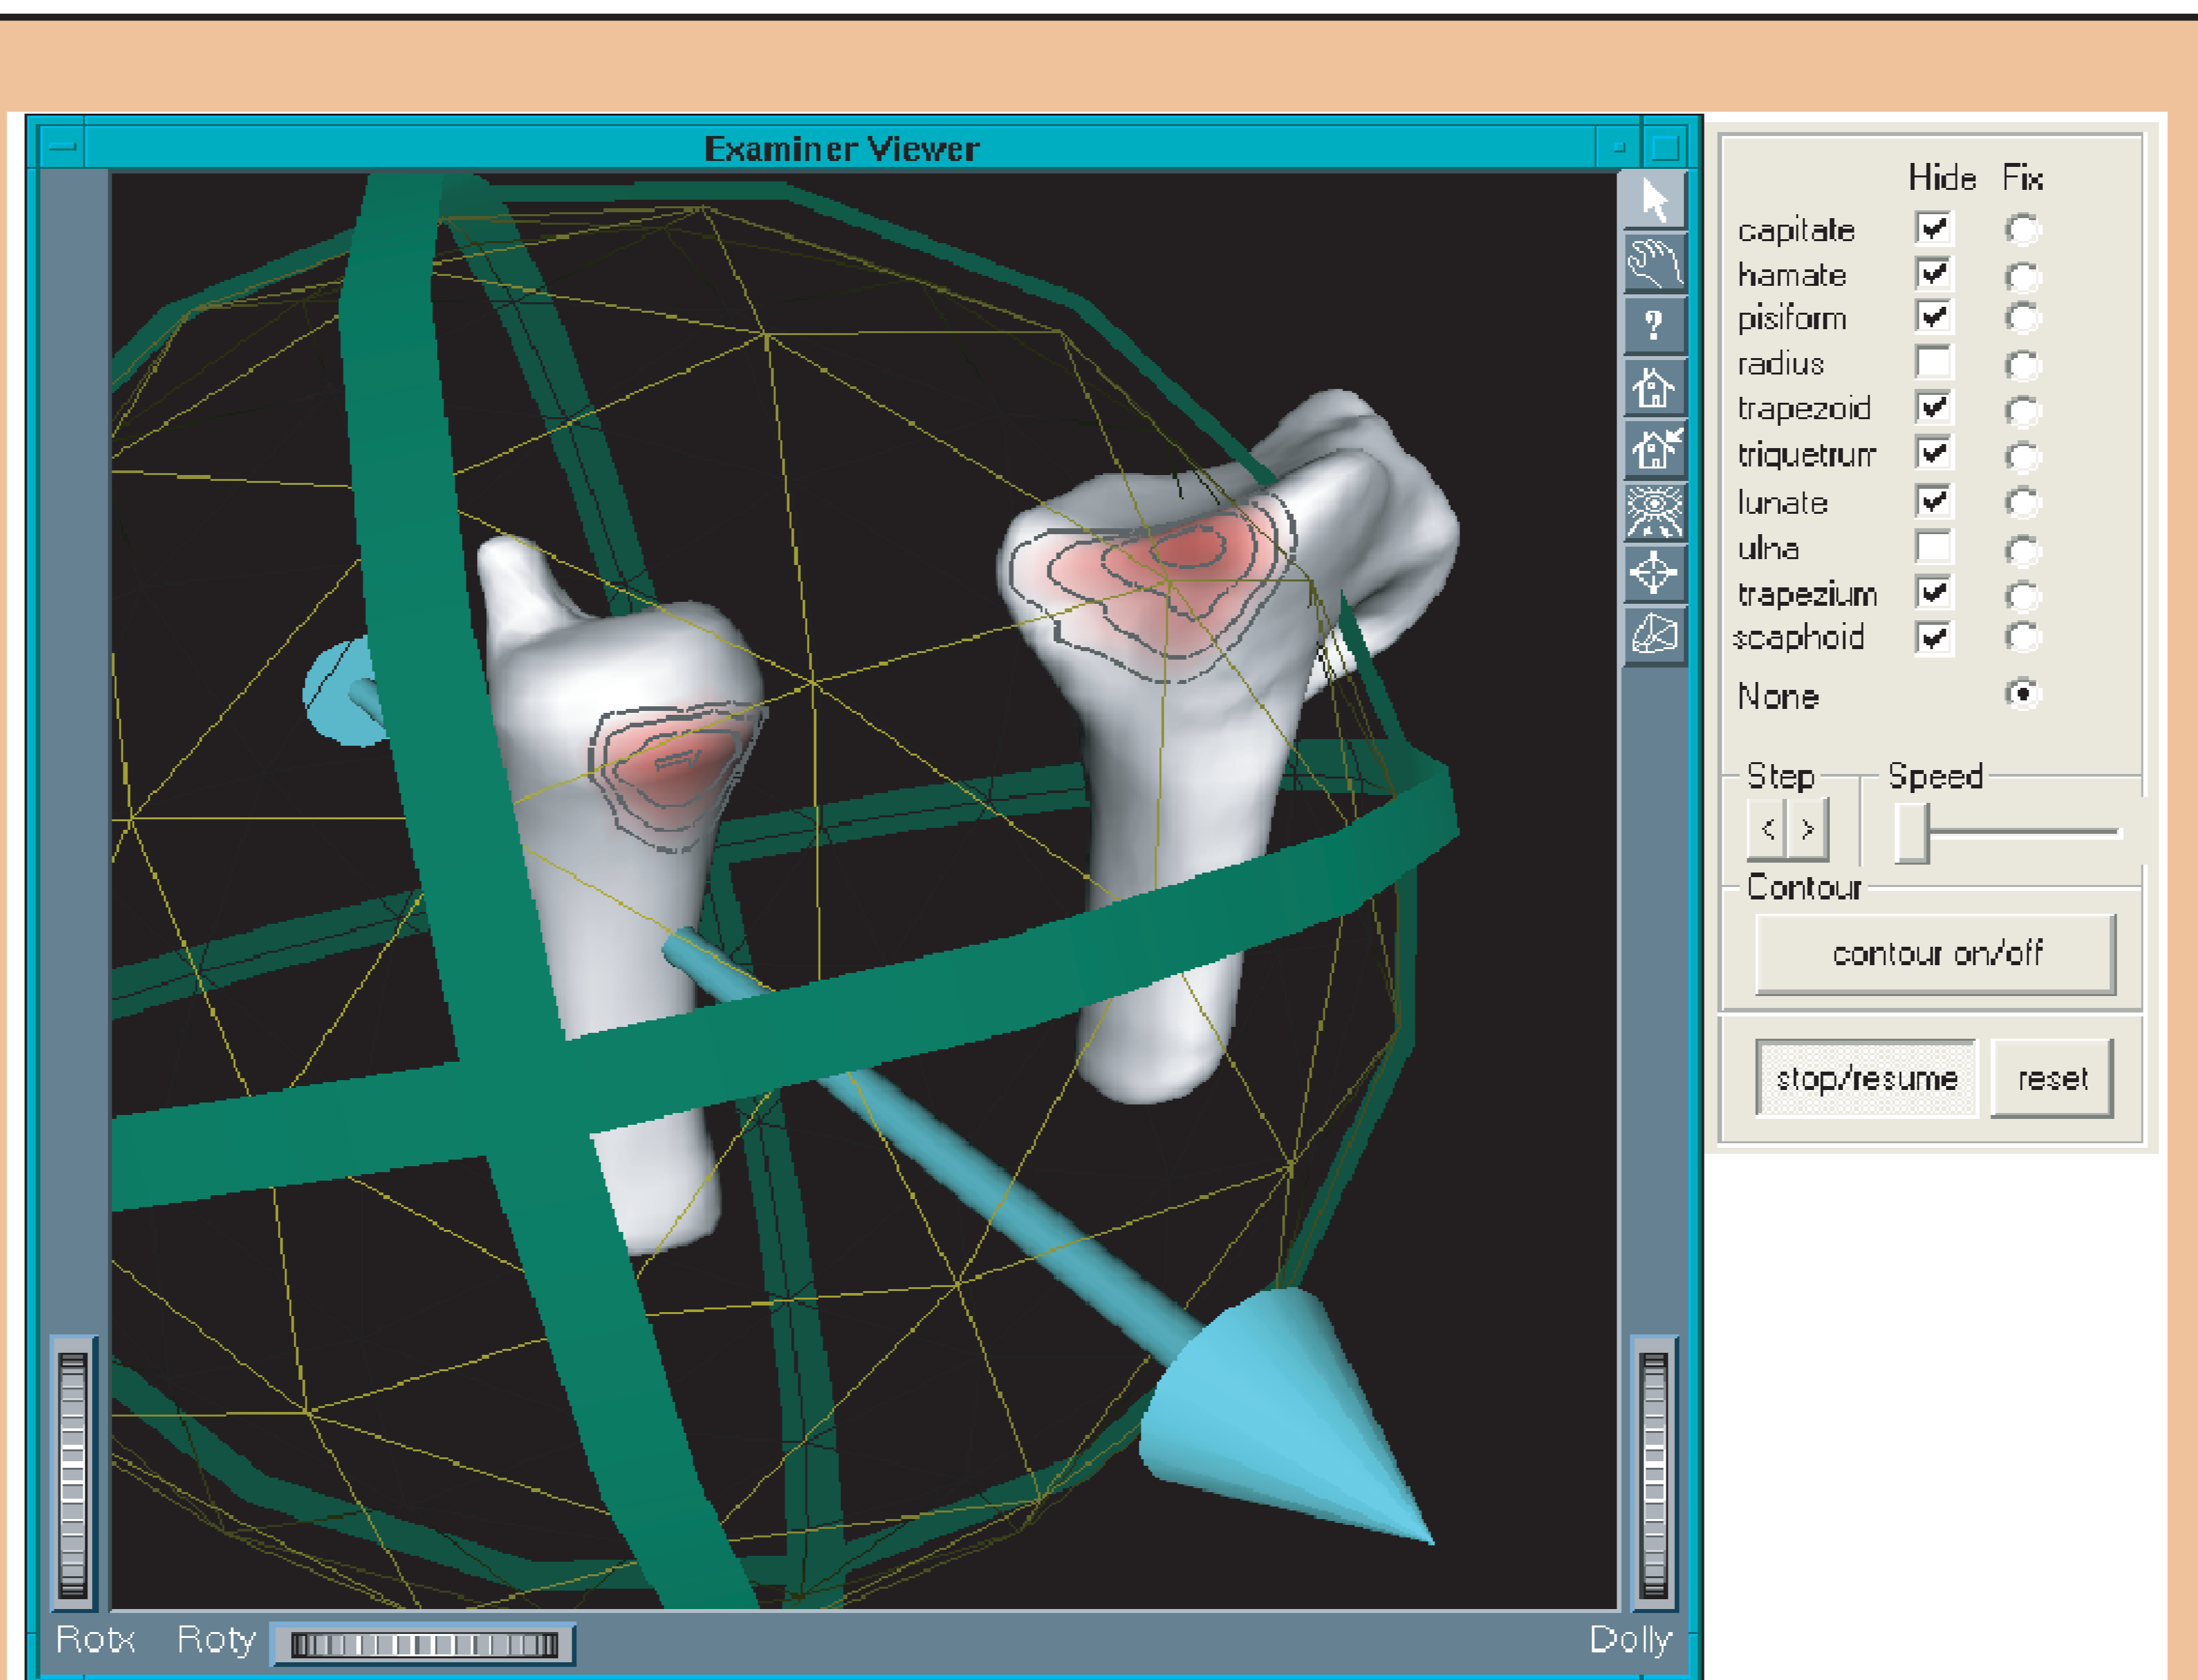 Examiner Viewer
Hide Fix
capitate
hamate
pisiform
radius
trapezoid
triquetrum
lunate
ulna
trapezium
scaphoid
None
Step Speed
< >
Contour
contour on/off
stop/resume reset
?
Rotx Roty Dolly